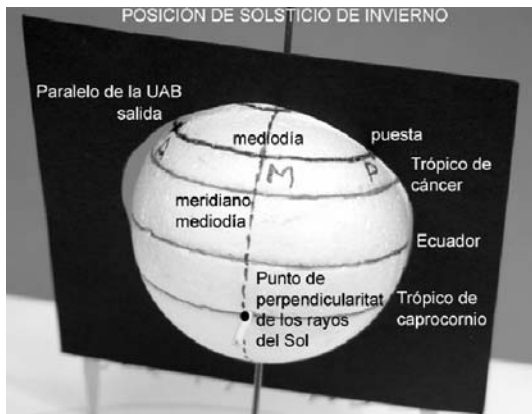 POSICIÓN DE SOLSTICIO DE INVIERNO
Paralelo de la UAB
salida
mediodía
puesta
A
M
P
Trópico de
cáncer
meridiano
mediodía
Ecuador
Punto de
perpendicularitat
de los rayos
del Sol
Trópico de
caprocornio